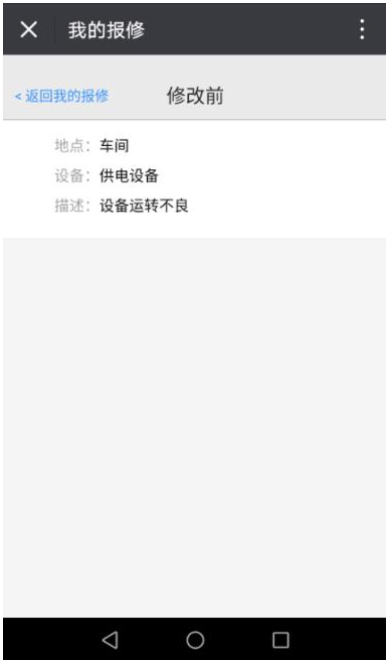 我的报修
< 返回我的报修 修改前
地点：车间
设备：供电设备
描述：设备运转不良